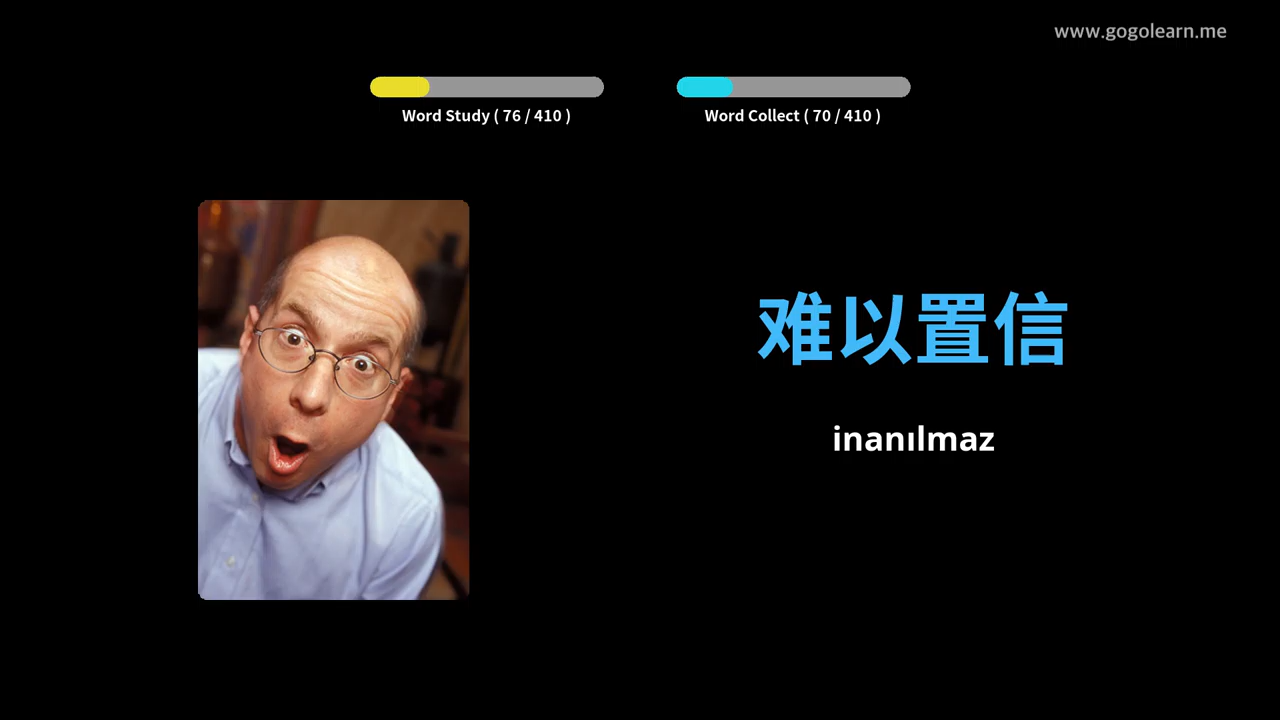 www.gogolearn.me
Word Study ( 76 / 410 )
Word Collect ( 70 / 410 )
难以置信
inanılmaz